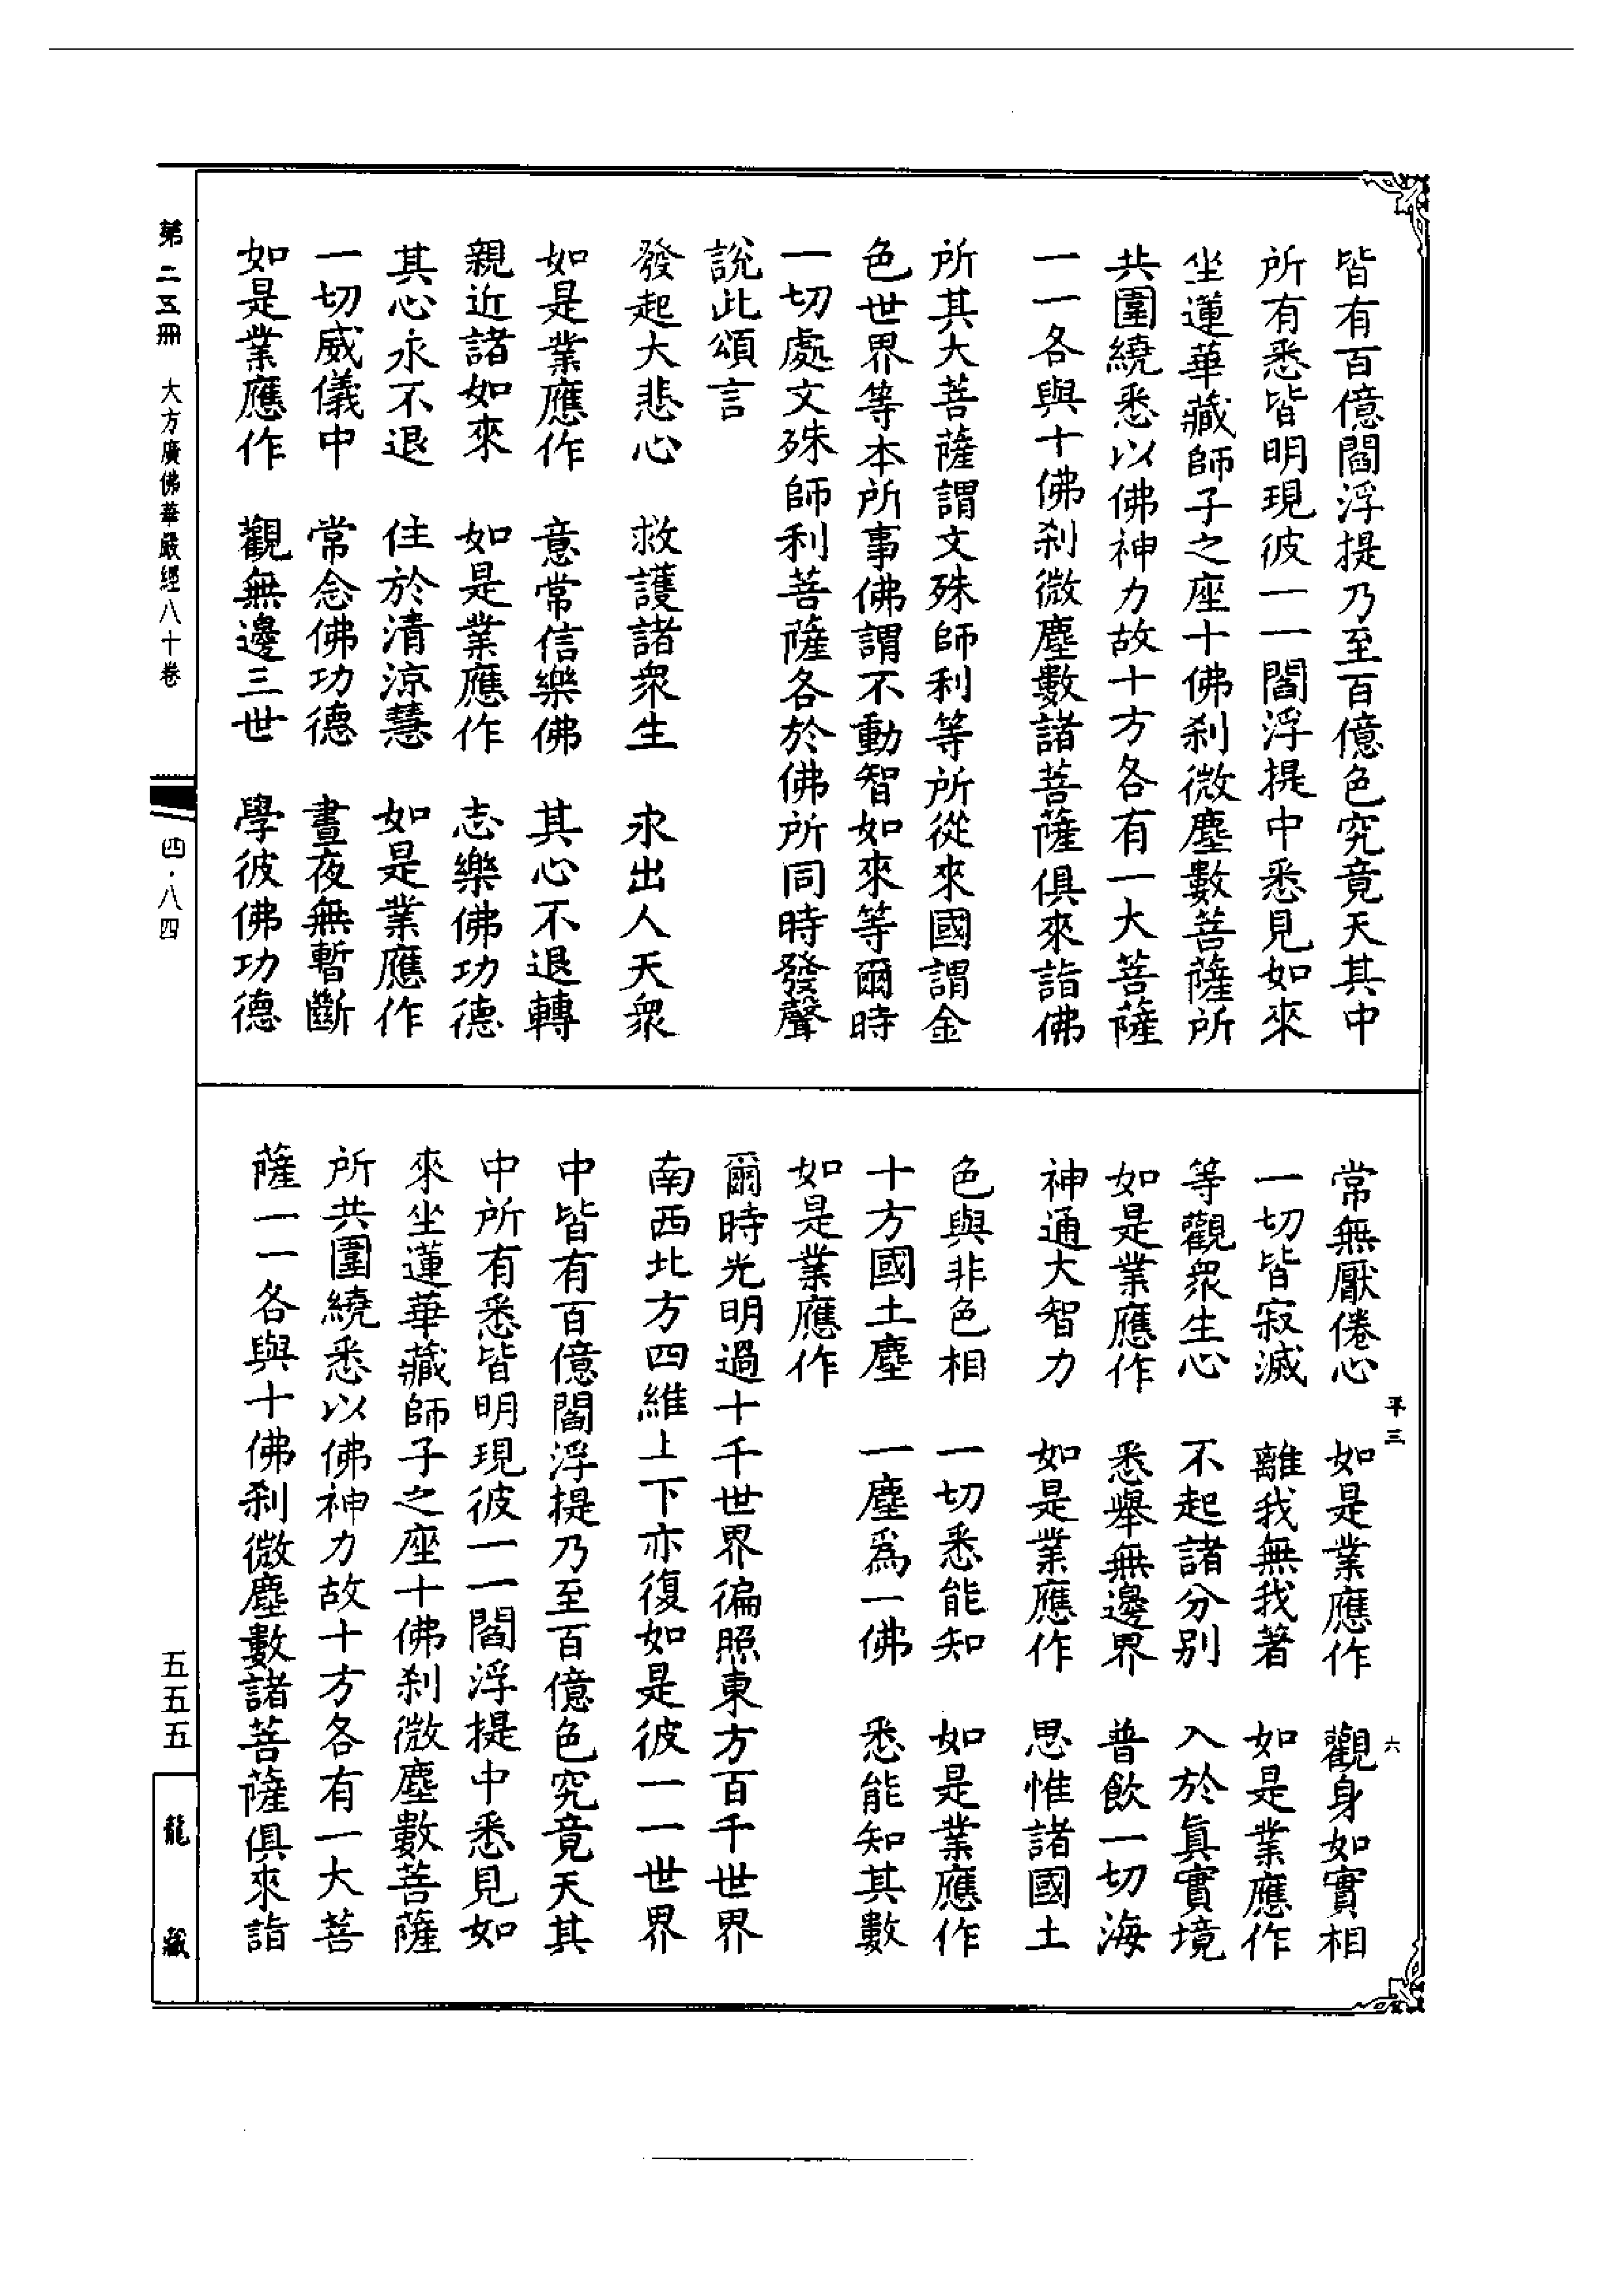 皆有百億閻浮提乃至百億色究竟天其中
所有悉皆明現彼一一閻浮提中悉見如來
坐蓮華藏師子之座十佛刹微塵數菩薩所
共圍繞悉以佛神力故十方各有一大菩薩
一一各與十佛刹微塵數諸菩薩俱來詣佛
所其大菩薩謂文殊師利等所從來國謂金
色世界等本所事佛謂不動智如來等爾時
一切處文殊師利菩薩各於佛所同時發聲
說此頌言
發起大悲心　救護諸衆生　永出人天衆
如是業應作　意常信樂佛　其心不退轉
親近諸如來　如是業應作　志樂佛功德
其心永不退　住於清涼慧　如是業應作
一切威儀中　常念佛功德　晝夜無暫斷
如是業應作　觀無邊三世　學彼佛功德
常無厭倦心　如是業應作　觀身如實相
一切皆寂滅　離我無我著　如是業應作
等觀衆生心　不起諸分別　入於眞實境
如是業應作　悉舉無邊界　普飲一切海
神通大智力　如是業應作　思惟諸國土
色與非色相　一切悉能知　如是業應作
十方國土塵　一塵爲一佛　悉能知其數
如是業應作
爾時光明過十千世界徧照東方百千世界
南西北方四維上下亦復如是彼一一世界
中皆有百億閻浮提乃至百億色究竟天其
中所有悉皆明現彼一一閻浮提中悉見如
來坐蓮華藏師子之座十佛刹微塵數菩薩
所共圍繞悉以佛神力故十方各有一大菩
薩一一各與十佛刹微塵數諸菩薩俱來詣
平三　六
第二五冊　大方廣佛華嚴經八十卷　四·八四
五五五
龍藏